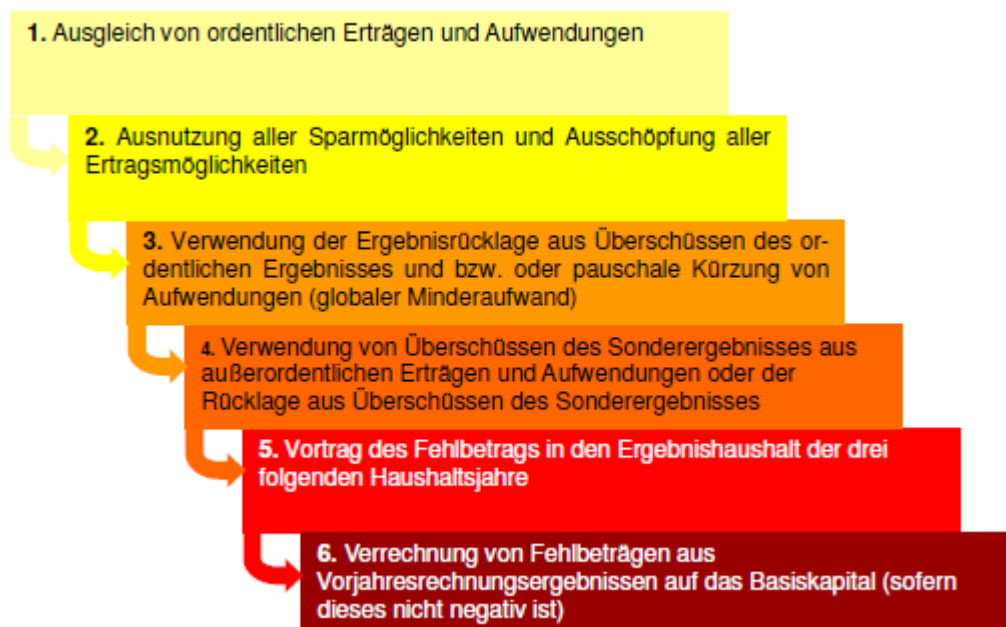 1. Ausgleich von ordentlichen Erträgen und Aufwendungen
2. Ausnutzung aller Sparmöglichkeiten und Ausschöpfung aller
Ertragsmöglichkeiten
3. Verwendung der Ergebnisrücklage aus Überschüssen des or-
dentlichen Ergebnisses und bzw. oder pauschale Kürzung von
Aufwendungen (globaler Minderaufwand)
4. Verwendung von Überschüssen des Sonderergebnisses aus
außerordentlichen Erträgen und Aufwendungen oder der
Rücklage aus Überschüssen des Sonderergebnisses
5. Vortrag des Fehlbetrags in den Ergebnishaushalt der drei
folgenden Haushaltsjahre
6. Verrechnung von Fehlbeträgen aus
Vorjahresrechnungsergebnissen auf das Basiskapital (sofern
dieses nicht negativ ist)